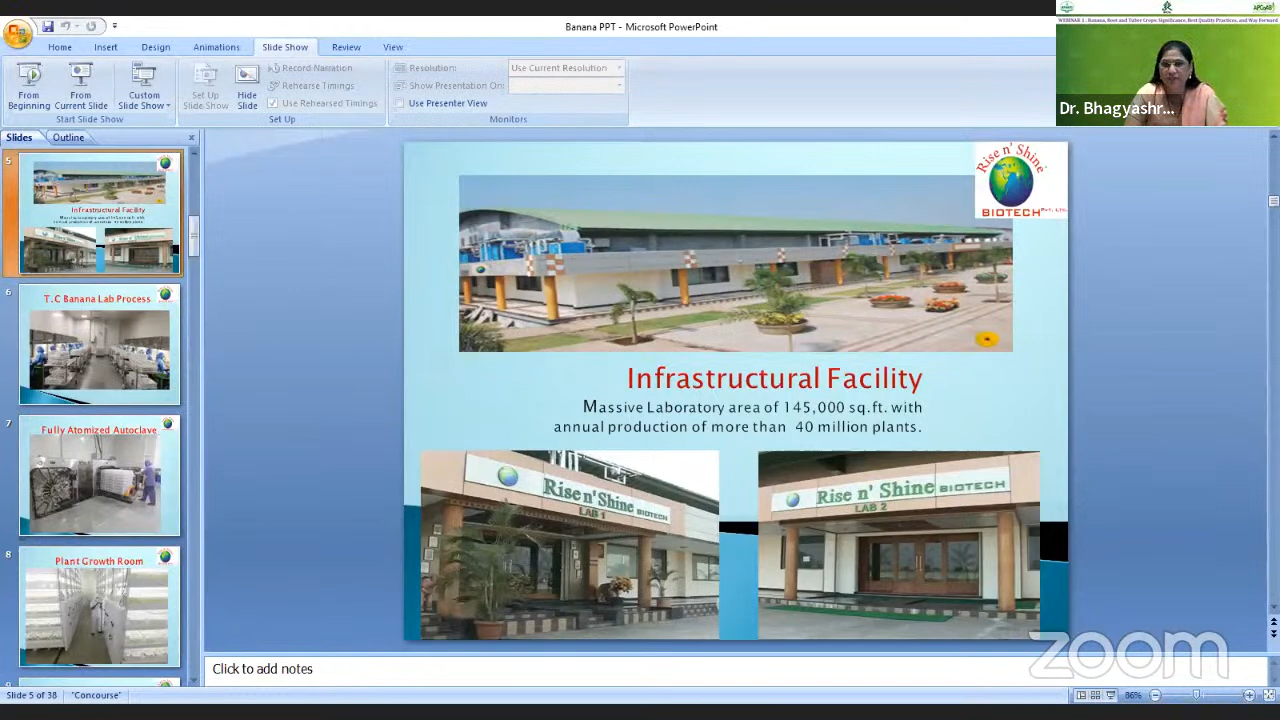 Banana PPT - Microsoft PowerPoint
Home Insert Design Animations Slide Show Review View
From Beginning
From Current Slide
Custom Slide Show
Start Slide Show
Set Up Slide Show
Hide Slide
Record Narration
Rehearse Timings
Use Rehearsed Timings
Set Up
Resolution: Use Current Resolution
Show Presentation On:
Use Presenter View
Monitors
WEBINAR 1 : Banana, Root and Tuber Crops Significance, Best Quality Practices, and Way Forward
Dr. Bhagyashr...
Slides Outline
5
Infrastructural Facility
6
T.C Banana Lab Process
7
Fully Atomized Autoclave
8
Plant Growth Room
Rise n' Shine
BIOTECH Pvt. Ltd.
Infrastructural Facility
Massive Laboratory area of 145,000 sq.ft. with
annual production of more than 40 million plants.
Rise n' Shine BIOTECH
LAB 1
Rise n' Shine BIOTECH
LAB 2
zoom
Click to add notes
Slide 5 of 38 "Concourse" 86%